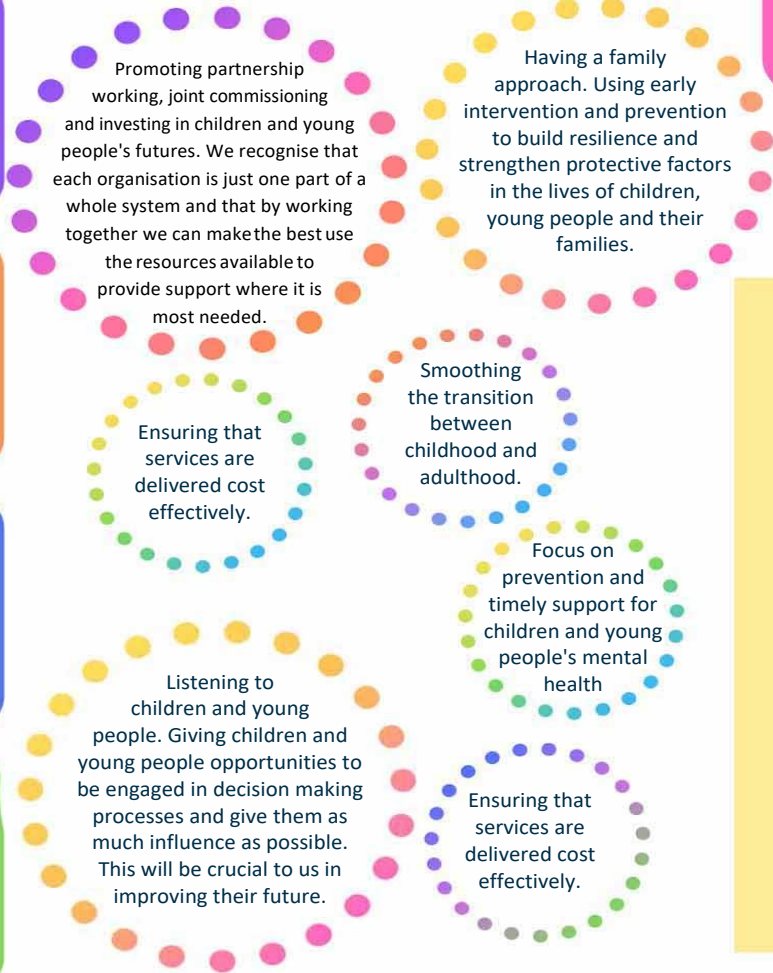 Promoting partnership
working, joint commissioning
and investing in children and young
people's futures. We recognise that
each organisation is just one part of a
whole system and that by working
together we can make the best use
the resources available to
provide support where it is
most needed.
Having a family
approach. Using early
intervention and prevention
to build resilience and
strengthen protective factors
in the lives of children,
young people and their
families.
Smoothing
the transition
between
childhood and
adulthood.
Ensuring that
services are
delivered cost
effectively.
Focus on
prevention and
timely support for
children and young
people's mental
health
Listening to
children and young
people. Giving children and
young people opportunities to
be engaged in decision making
processes and give them as
much influence as possible.
This will be crucial to us in
improving their future.
Ensuring that
services are
delivered cost
effectively.